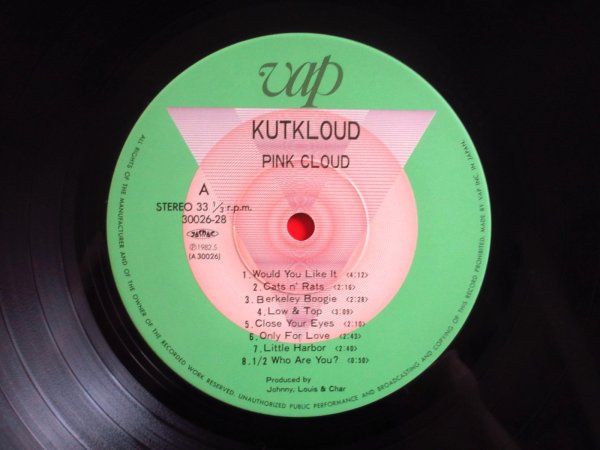 vap
KUTKLOUD
PINK CLOUD
A
STEREO 33 1/3 r.p.m.
30026-28
℗1982.5
(A 30026)
1. Would You Like It <4:12>
2. Cats n' Rats <2:16>
3. Berkeley Boogie <2:28>
4. Low & Top <3:09>
5. Close Your Eyes <2:10>
6. Only For Love <2:43>
7. Little Harbor <2:40>
8. 1/2 Who Are You? <0:50>
Produced by
Johnny, Louis & Char
ALL RIGHTS OF THE MANUFACTURER AND OF THE OWNER OF THE RECORDED WORK RESERVED. UNAUTHORIZED PUBLIC PERFORMANCE AND BROADCASTING AND COPYING OF THIS RECORD PROHIBITED. MADE BY VAP INC. IN JAPAN.